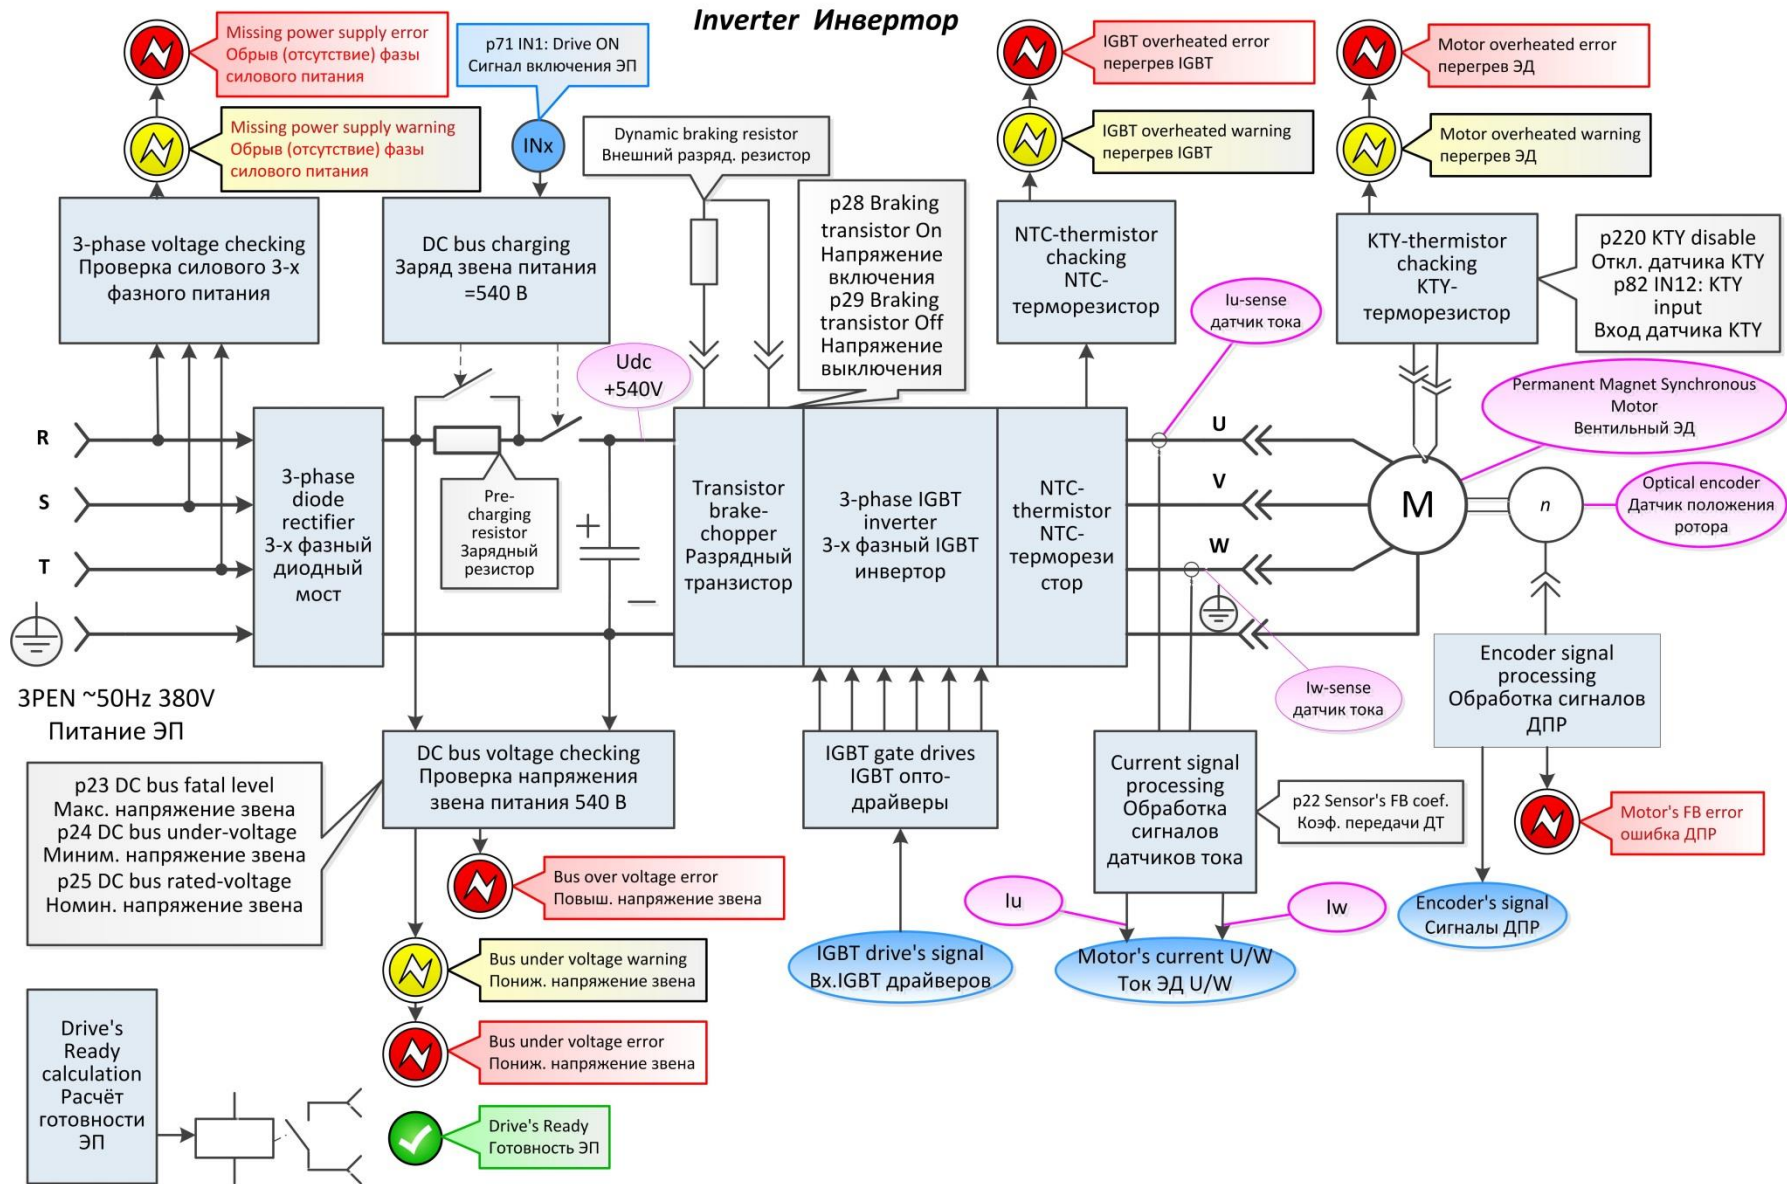 Inverter Инвертор
Missing power supply error
Обрыв (отсутствие) фазы
силового питания
p71 IN1: Drive ON
Сигнал включения ЭП
IGBT overheated error
перегрев IGBT
Motor overheated error
перегрев ЭД
Missing power supply warning
Обрыв (отсутствие) фазы
силового питания
INx
Dynamic braking resistor
Внешний разряд. резистор
IGBT overheated warning
перегрев IGBT
Motor overheated warning
перегрев ЭД
3-phase voltage checking
Проверка силового 3-х
фазного питания
DC bus charging
Заряд звена питания
=540 В
p28 Braking
transistor On
Напряжение
включения
p29 Braking
transistor Off
Напряжение
выключения
NTC-thermistor
chacking
NTC-
терморезистор
KTY-thermistor
chacking
KTY-
терморезистор
p220 KTY disable
Откл. датчика KTY
p82 IN12: KTY
input
Вход датчика KTY
Iu-sense
датчик тока
Udc
+540V
Permanent Magnet Synchronous
Motor
Вентильный ЭД
R
S
T
3-phase
diode
rectifier
3-х фазный
диодный
мост
Pre-
charging
resistor
Зарядный
резистор
+
—
Transistor
brake-
chopper
Разрядный
транзистор
3-phase IGBT
inverter
3-х фазный IGBT
инвертор
NTC-
thermistor
NTC-
терморези
стор
U
V
W
M
n
Optical encoder
Датчик положения
ротора
3PEN ~50Hz 380V
Питание ЭП
Iw-sense
датчик тока
Encoder signal
processing
Обработка сигналов
ДПР
p23 DC bus fatal level
Макс. напряжение звена
p24 DC bus under-voltage
Миним. напряжение звена
p25 DC bus rated-voltage
Номин. напряжение звена
DC bus voltage checking
Проверка напряжения
звена питания 540 В
IGBT gate drives
IGBT опто-
драйверы
Current signal
processing
Обработка
сигналов
датчиков тока
p22 Sensor's FB coef.
Коэф. передачи ДТ
Motor's FB error
ошибка ДПР
Bus over voltage error
Повыш. напряжение звена
Iu
Iw
Encoder's signal
Сигналы ДПР
Bus under voltage warning
Пониж. напряжение звена
IGBT drive's signal
Вх.IGBT драйверов
Motor's current U/W
Ток ЭД U/W
Drive's
Ready
calculation
Расчёт
готовности
ЭП
Bus under voltage error
Пониж. напряжение звена
Drive's Ready
Готовность ЭП